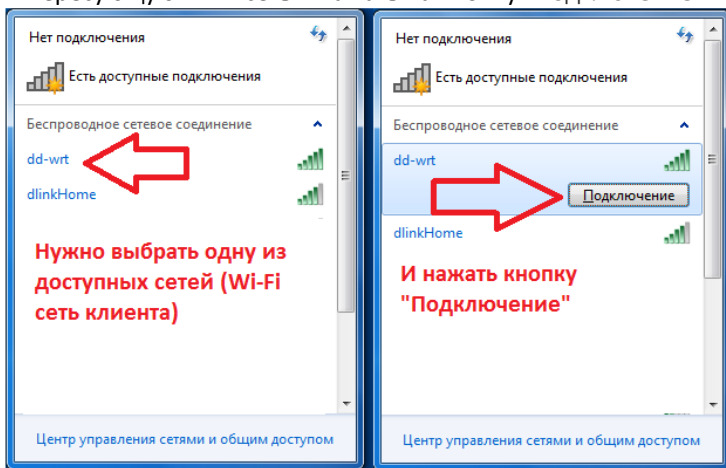 Нет подключения
Есть доступные подключения
Беспроводное сетевое соединение
dd-wrt
dlinkHome
Нужно выбрать одну из
доступных сетей (Wi-Fi
сеть клиента)
Центр управления сетями и общим доступом
Нет подключения
Есть доступные подключения
Беспроводное сетевое соединение
dd-wrt
Подключение
dlinkHome
И нажать кнопку
"Подключение"
Центр управления сетями и общим доступом